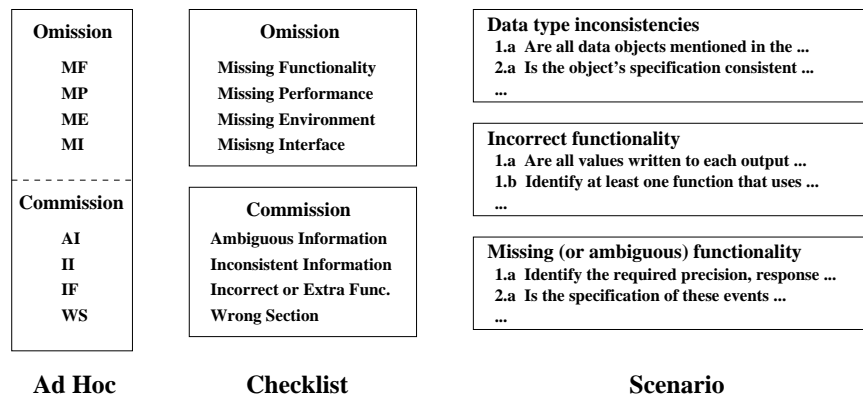 Omission
MF
MP
ME
MI
Commission
AI
II
IF
WS
Ad Hoc
Omission
Missing Functionality
Missing Performance
Missing Environment
Misisng Interface
Commission
Ambiguous Information
Inconsistent Information
Incorrect or Extra Func.
Wrong Section
Checklist
Data type inconsistencies
1.a Are all data objects mentioned in the ...
2.a Is the object's specification consistent ...
...
Incorrect functionality
1.a Are all values written to each output ...
1.b Identify at least one function that uses ...
...
Missing (or ambiguous) functionality
1.a Identify the required precision, response ...
2.a Is the specification of these events ...
...
Scenario